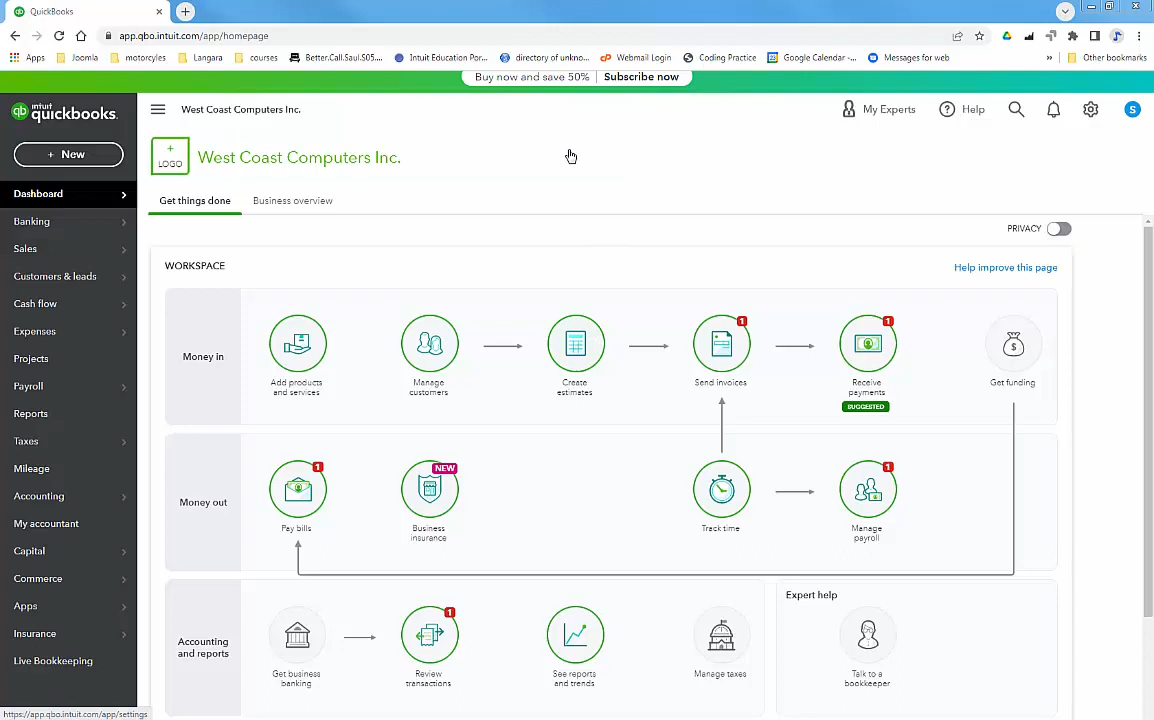 QuickBooks
app.qbo.intuit.com/app/homepage
Apps
Joomla
motorcyles
Langara
courses
Better.Call.Saul.S05....
Intuit Education Por...
directory of unkno...
Webmail Login
Coding Practice
Google Calendar -...
Messages for web
»
Other bookmarks
Buy now and save 50% | Subscribe now
intuit
quickbooks.
West Coast Computers Inc.
My Experts
Help
S
+ New
+
LOGO
West Coast Computers Inc.
Get things done
Business overview
PRIVACY
Dashboard
Banking
Sales
Customers & leads
Cash flow
Expenses
Projects
Payroll
Reports
Taxes
Mileage
Accounting
My accountant
Capital
Commerce
Apps
Insurance
Live Bookkeeping
WORKSPACE
Help improve this page
Money in
Add products
and services
Manage
customers
Create
estimates
1
Send invoices
1
Receive
payments
SUGGESTED
$
Get funding
Money out
1
Pay bills
NEW
Business
insurance
Track time
1
Manage
payroll
Accounting
and reports
Get business
banking
1
Review
transactions
See reports
and trends
Manage taxes
Expert help
Talk to a
bookkeeper
https://app.qbo.intuit.com/app/settings